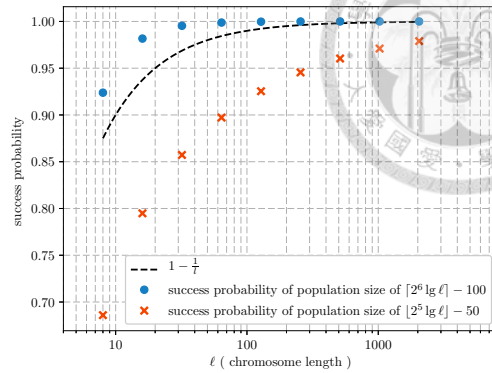 1.00
0.95
0.90
0.85
0.80
0.75
0.70
success probability
1 − 1/l
success probability of population size of ⌈2⁶ lg ℓ⌉ − 100
success probability of population size of ⌊2⁵ lg ℓ⌋ − 50
10
100
1000
ℓ ( chromosome length )